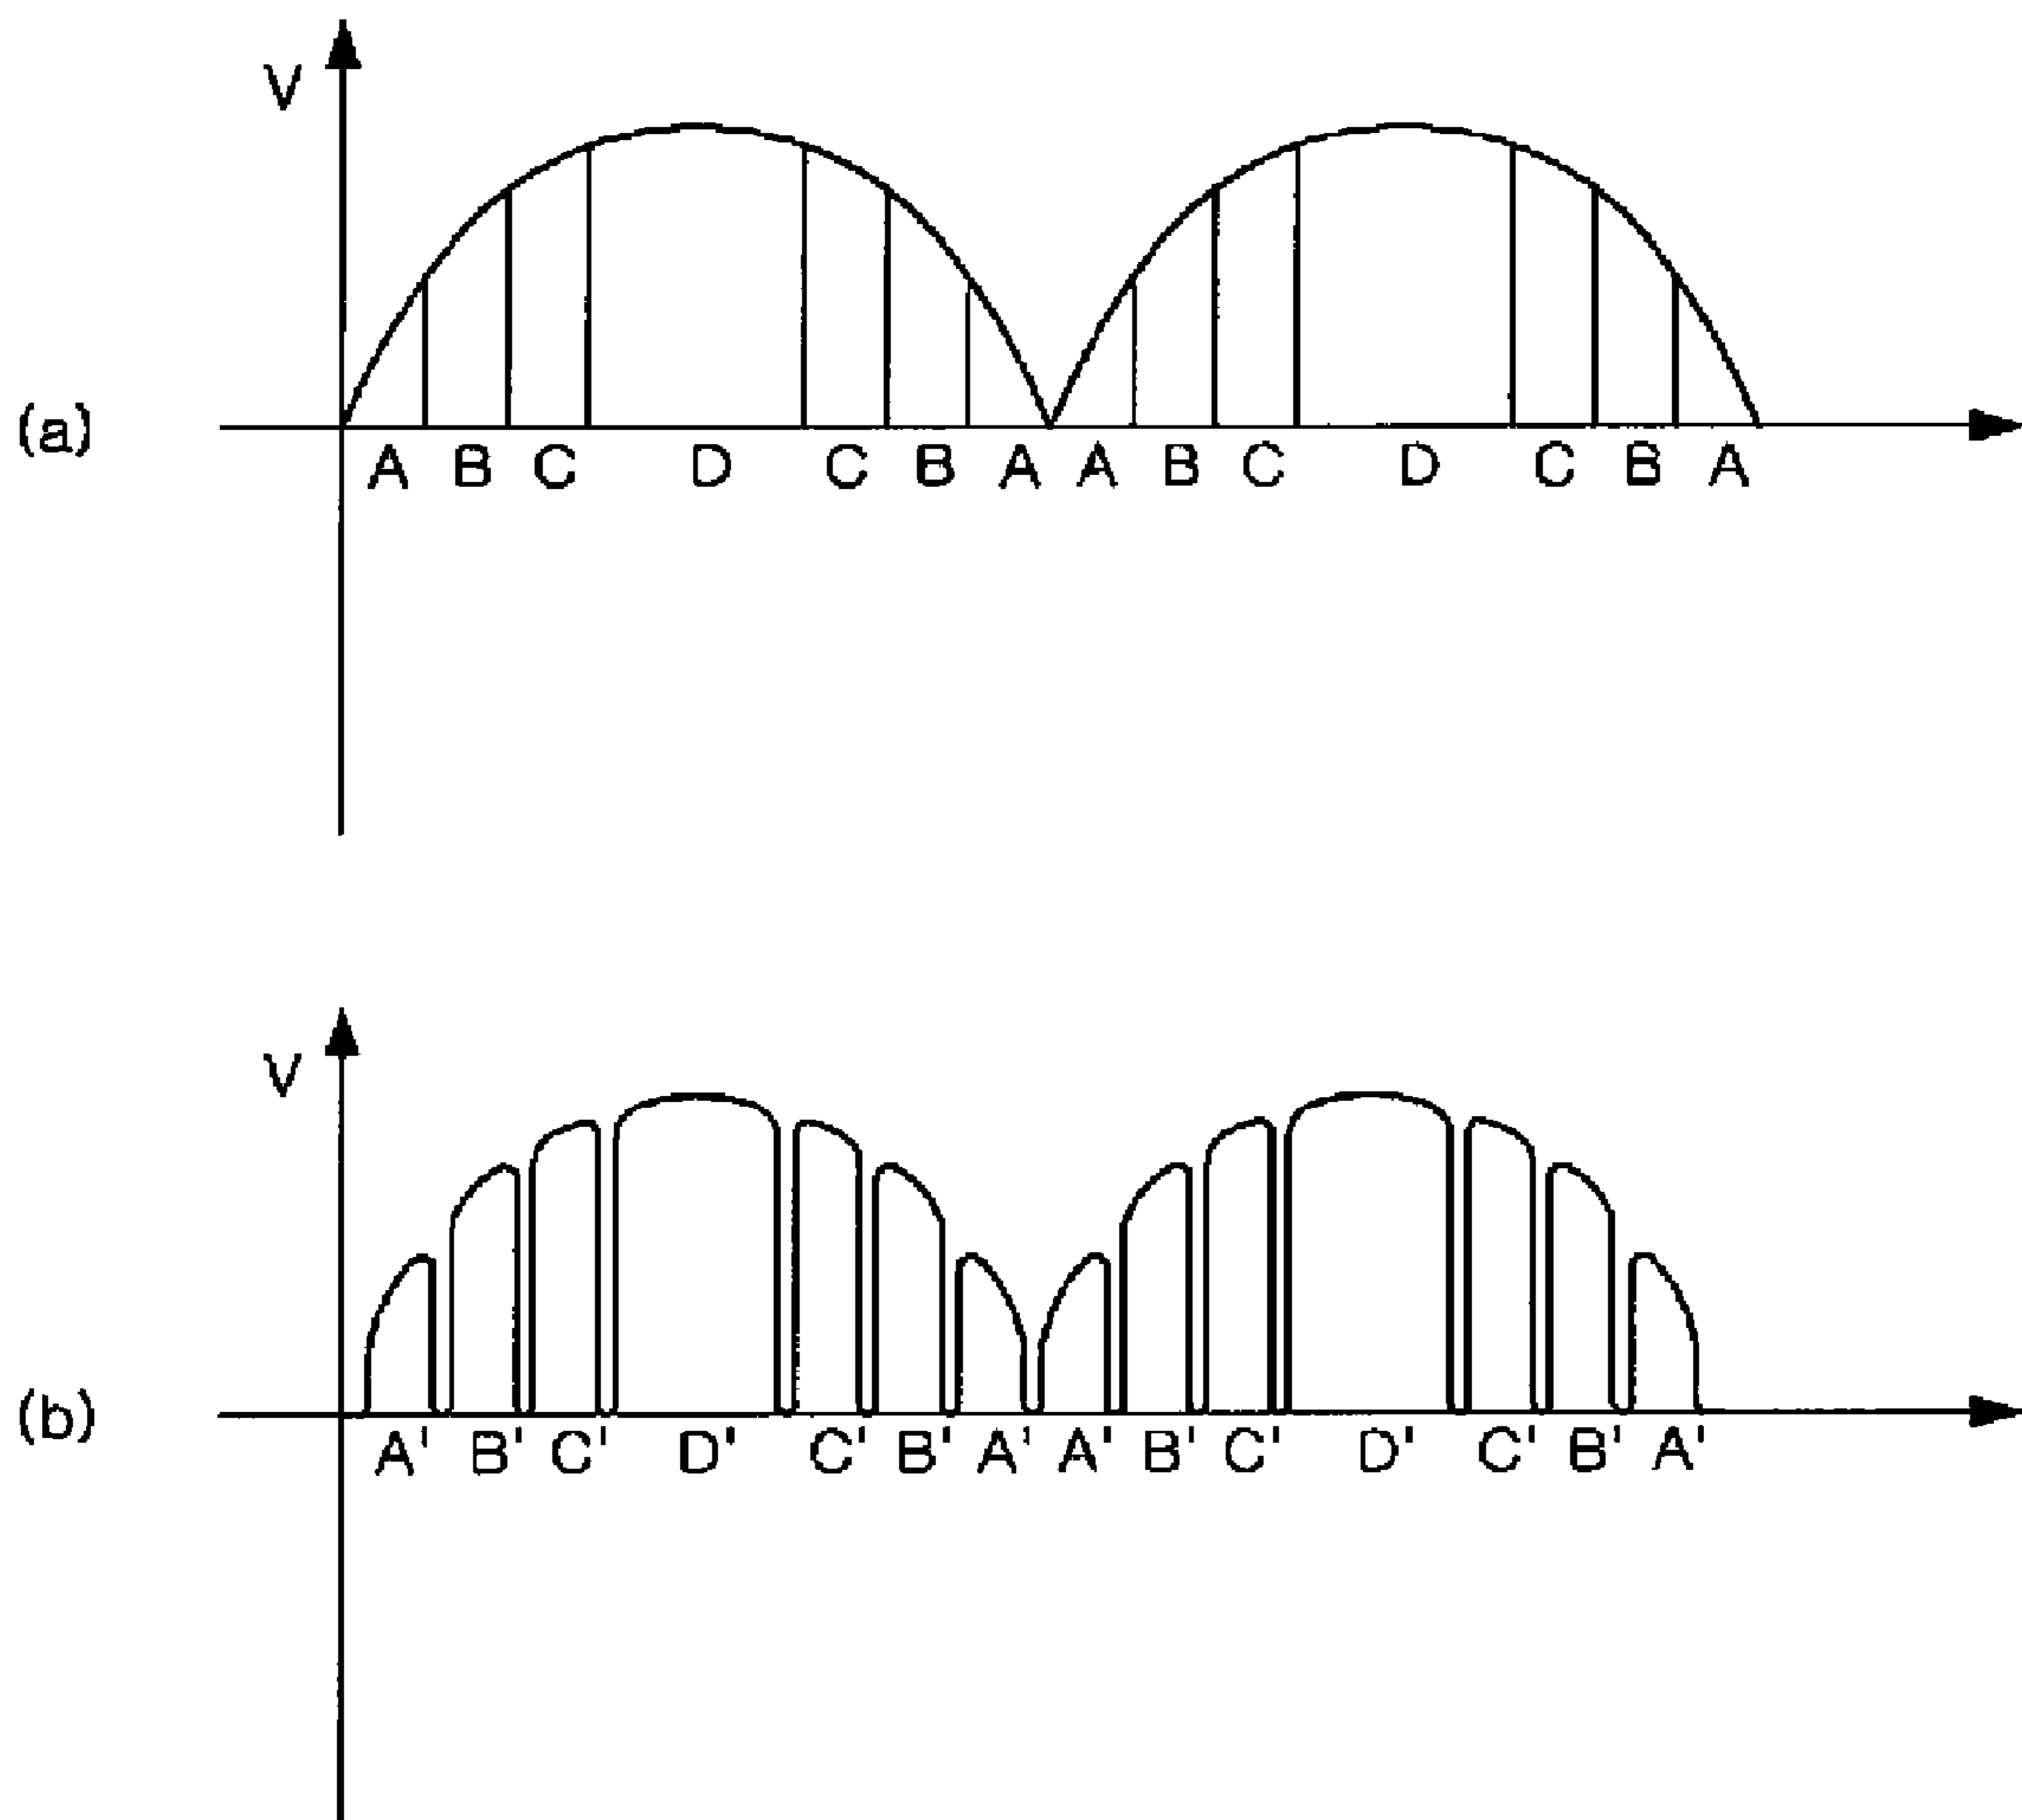 V
(a)
A B C D C B A A B C D C B A
V
(b)
A' B' C' D' C' B' A' A' B' C' D' C' B' A'